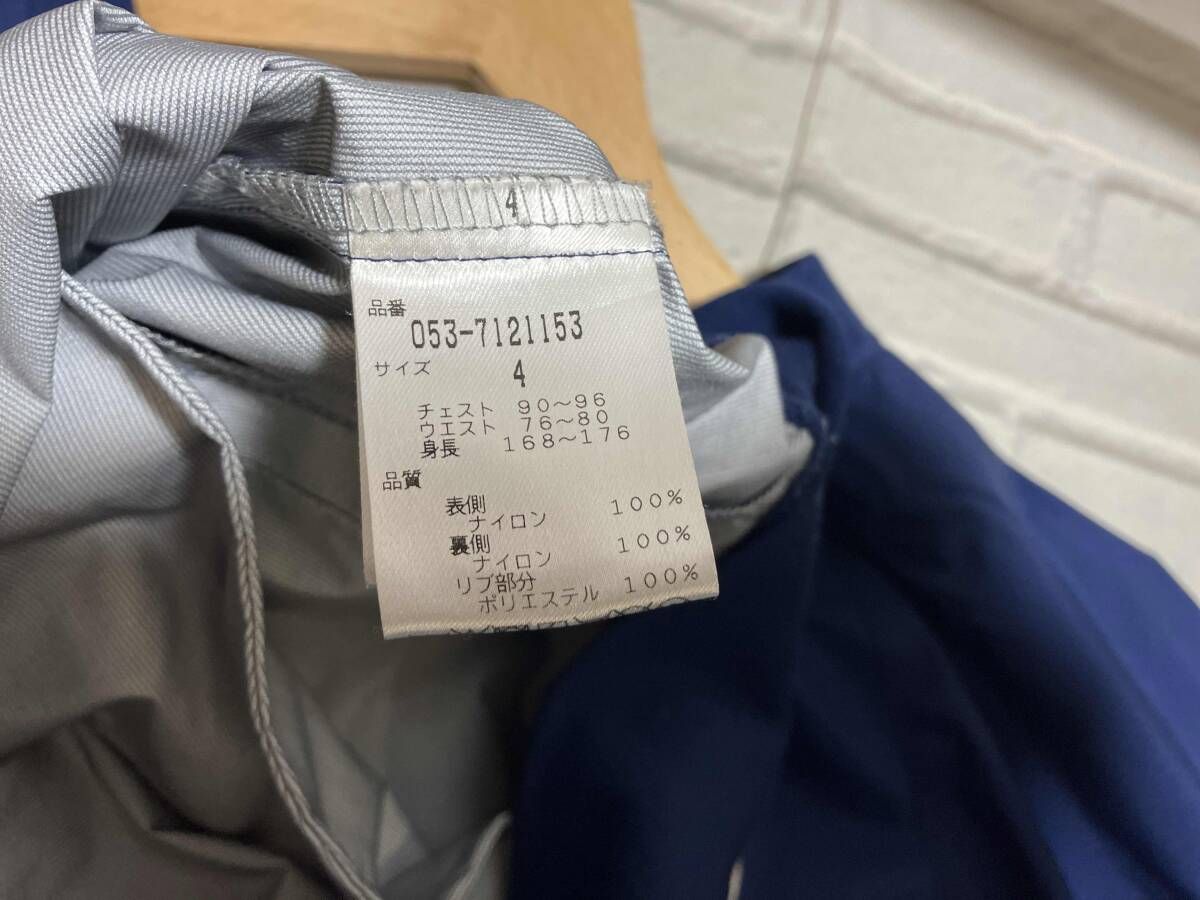 4
品番
053-7121153
サイズ 4
チェスト 90~96
ウエスト 76~80
身長 168~176
品質
表側
ナイロン 100%
裏側
ナイロン 100%
リブ部分
ポリエステル 100%